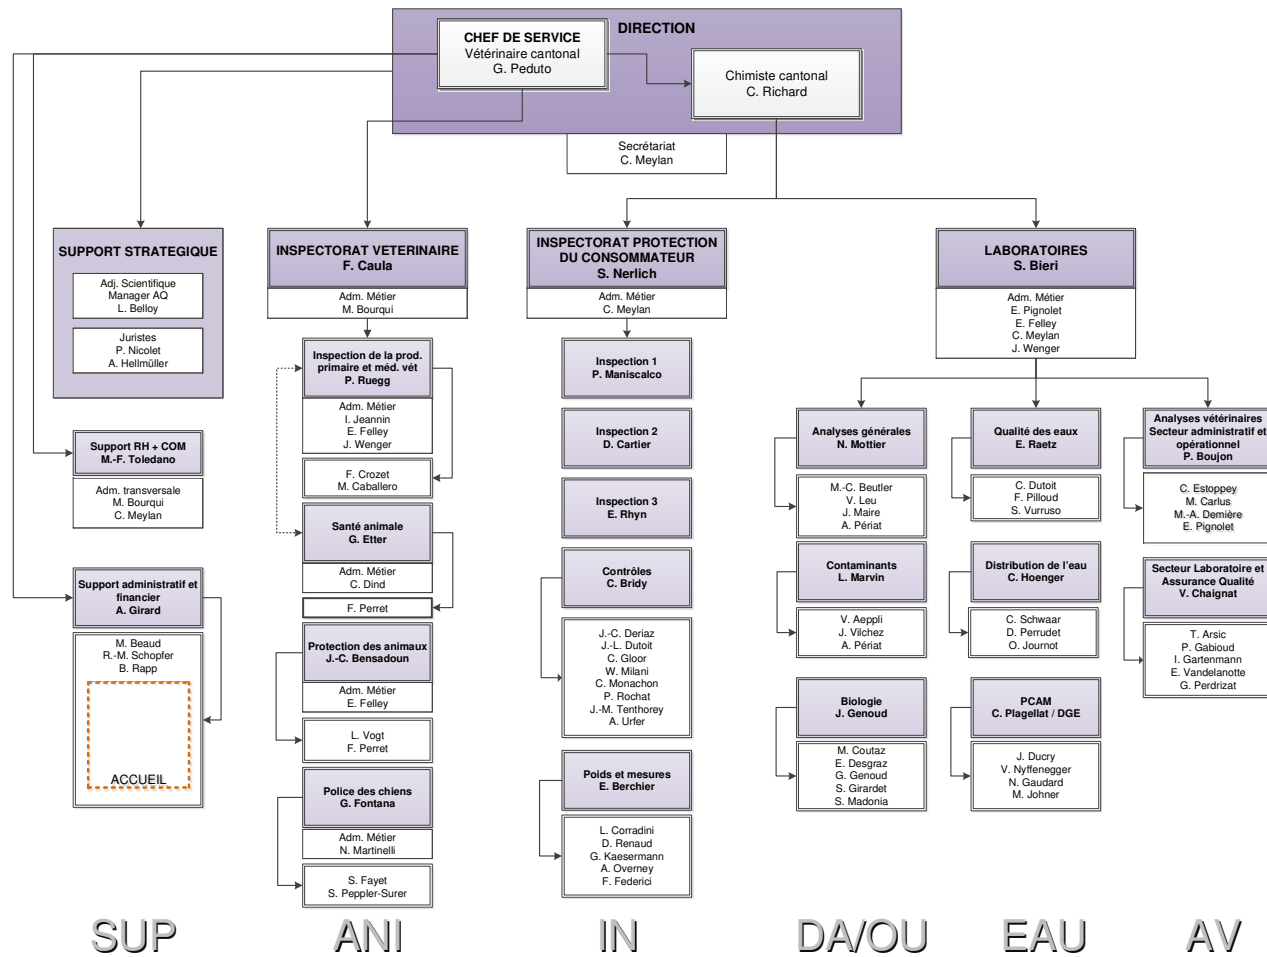 DIRECTION
CHEF DE SERVICE
Vétérinaire cantonal
G. Peduto
Chimiste cantonal
C. Richard
Secrétariat
C. Meylan
SUPPORT STRATEGIQUE
Adj. Scientifique
Manager AQ
L. Belloy
Juristes
P. Nicolet
A. Hellmüller
Support RH + COM
M.-F. Toledano
Adm. transversale
M. Bourqui
C. Meylan
Support administratif et
financier
A. Girard
M. Beaud
R.-M. Schopfer
B. Rapp
ACCUEIL
SUP
INSPECTORAT VETERINAIRE
F. Caula
Adm. Métier
M. Bourqui
Inspection de la prod.
primaire et méd. vét
P. Ruegg
Adm. Métier
I. Jeannin
E. Felley
J. Wenger
F. Crozet
M. Caballero
Santé animale
G. Etter
Adm. Métier
C. Dind
F. Perret
Protection des animaux
J.-C. Bensadoun
Adm. Métier
E. Felley
L. Vogt
F. Perret
Police des chiens
G. Fontana
Adm. Métier
N. Martinelli
S. Fayet
S. Peppler-Surer
ANI
INSPECTORAT PROTECTION
DU CONSOMMATEUR
S. Nerlich
Adm. Métier
C. Meylan
Inspection 1
P. Maniscalco
Inspection 2
D. Cartier
Inspection 3
E. Rhyn
Contrôles
C. Bridy
J.-C. Deriaz
J.-L. Dutoit
C. Gloor
W. Milani
C. Monachon
P. Rochat
J.-M. Tenthorey
A. Urfer
Poids et mesures
E. Berchier
L. Corradini
D. Renaud
G. Kaesermann
A. Overney
F. Federici
IN
LABORATOIRES
S. Bieri
Adm. Métier
E. Pignolet
E. Felley
C. Meylan
J. Wenger
Analyses générales
N. Mottier
M.-C. Beutler
V. Leu
J. Maire
A. Périat
Contaminants
L. Marvin
V. Aeppli
J. Vilchez
A. Périat
Biologie
J. Genoud
M. Coutaz
E. Desgraz
G. Genoud
S. Girardet
S. Madonia
DA/OU
Qualité des eaux
E. Raetz
C. Dutoit
F. Pilloud
S. Vurruso
Distribution de l'eau
C. Hoenger
C. Schwaar
D. Perrudet
O. Journot
PCAM
C. Plagellat / DGE
J. Ducry
V. Nyffenegger
N. Gaudard
M. Johner
EAU
Analyses vétérinaires
Secteur administratif et
opérationnel
P. Boujon
C. Estoppey
M. Carlus
M.-A. Demière
E. Pignolet
Secteur Laboratoire et
Assurance Qualité
V. Chaignat
T. Arsic
P. Gabioud
I. Gartenmann
E. Vandelanotte
G. Perdrizat
AV